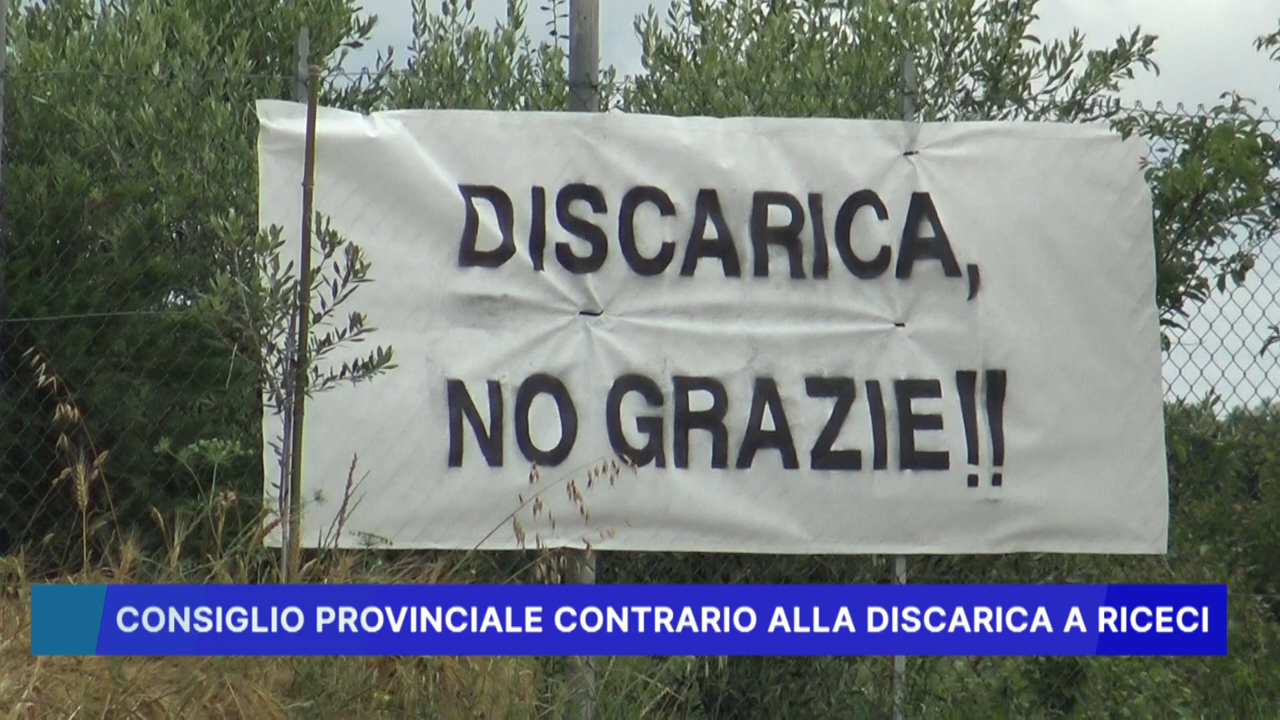 DISCARICA,
NO GRAZIE!!
CONSIGLIO PROVINCIALE CONTRARIO ALLA DISCARICA A RICECI